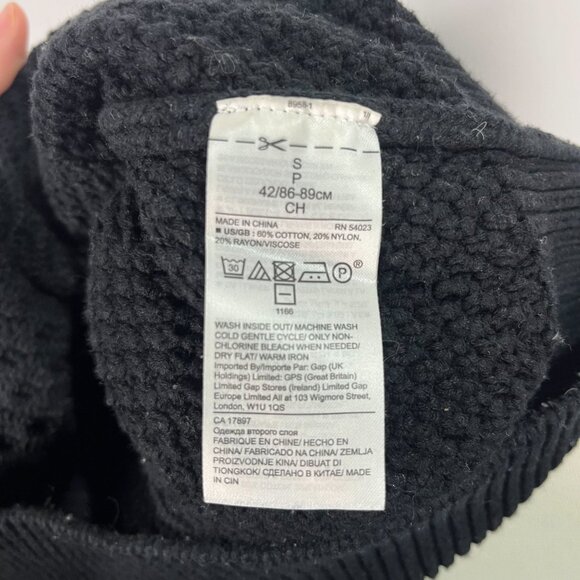 8958-1
S
P
42/86-89CM
CH
MADE IN CHINA RN 54023
■ US/GB : 60% COTTON, 20% NYLON,
20% RAYON/VISCOSE
30 P ®
1166
WASH INSIDE OUT/ MACHINE WASH
COLD GENTLE CYCLE/ ONLY NON-
CHLORINE BLEACH WHEN NEEDED/
DRY FLAT/ WARM IRON
Imported By/Importe Par: Gap (UK
Holdings) Limited: GPS (Great Britain)
Limited Gap Stores (Ireland) Limited Gap
Europe Limited All at 103 Wigmore Street,
London, W1U 1QS
CA 17897
Одежда второго слоя
FABRIQUE EN CHINE/ HECHO EN
CHINA/ FABRICADO NA CHINA/ ZEMLJA
PROIZVODNJE KINA/ DIBUAT DI
TIONGKOK/ СДЕЛАНО В КИТАЕ/ MADE
IN CIN